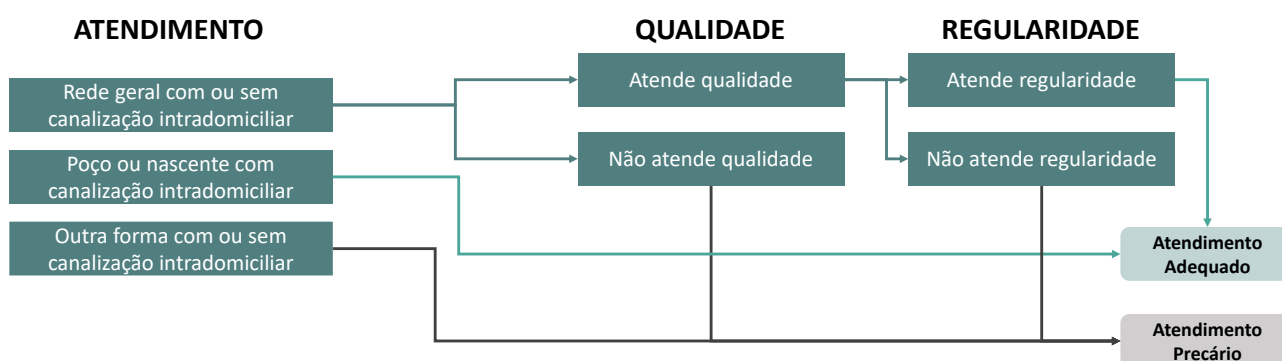 ATENDIMENTO
QUALIDADE
REGULARIDADE
Rede geral com ou sem
canalização intradomiciliar
Atende qualidade
Atende regularidade
Poço ou nascente com
canalização intradomiciliar
Não atende qualidade
Não atende regularidade
Outra forma com ou sem
canalização intradomiciliar
Atendimento
Adequado
Atendimento
Precário